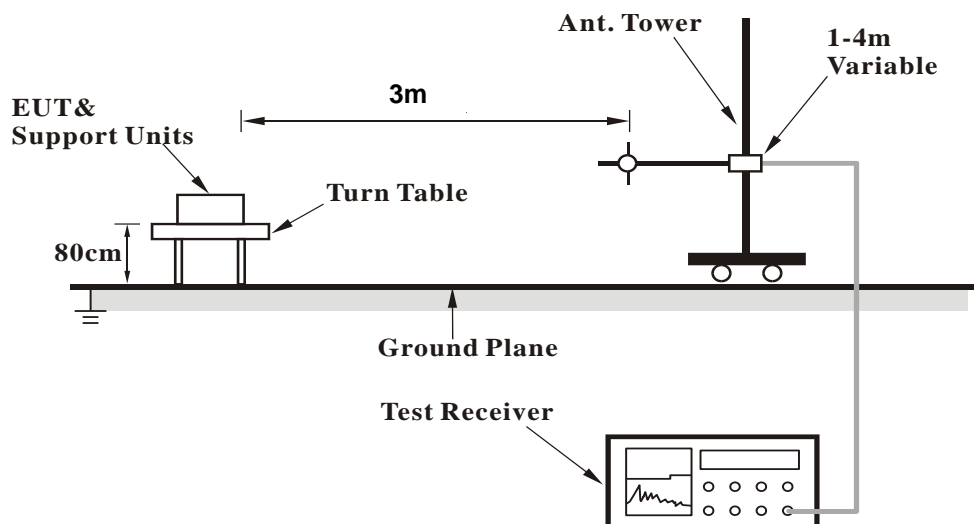 Ant. Tower
1-4m
Variable
3m
EUT&
Support Units
Turn Table
80cm
Ground Plane
Test Receiver